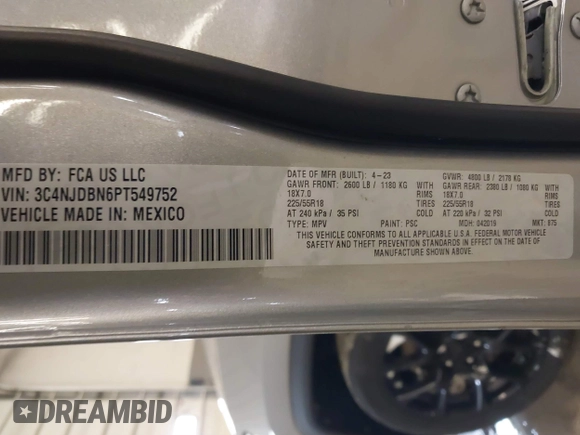 MFD BY: FCA US LLC
VIN: 3C4NJDBN6PT549752
VEHICLE MADE IN: MEXICO
DATE OF MFR (BUILT): 4-23 GVWR: 4800 LB / 2178 KG
GAWR FRONT: 2600 LB / 1180 KG WITH GAWR REAR: 2380 LB / 1080 KG WITH
18X7.0 RIMS 18X7.0 RIMS
225/55R18 TIRES 225/55R18 TIRES
AT 240 kPa / 35 PSI COLD AT 220 kPa / 32 PSI COLD
TYPE: MPV PAINT: PSC MDH: 042019 MKT: 875
THIS VEHICLE CONFORMS TO ALL APPLICABLE U.S.A. FEDERAL MOTOR VEHICLE
SAFETY AND THEFT PREVENTION STANDARDS IN EFFECT ON THE DATE OF
MANUFACTURE SHOWN ABOVE.
DREAMBID